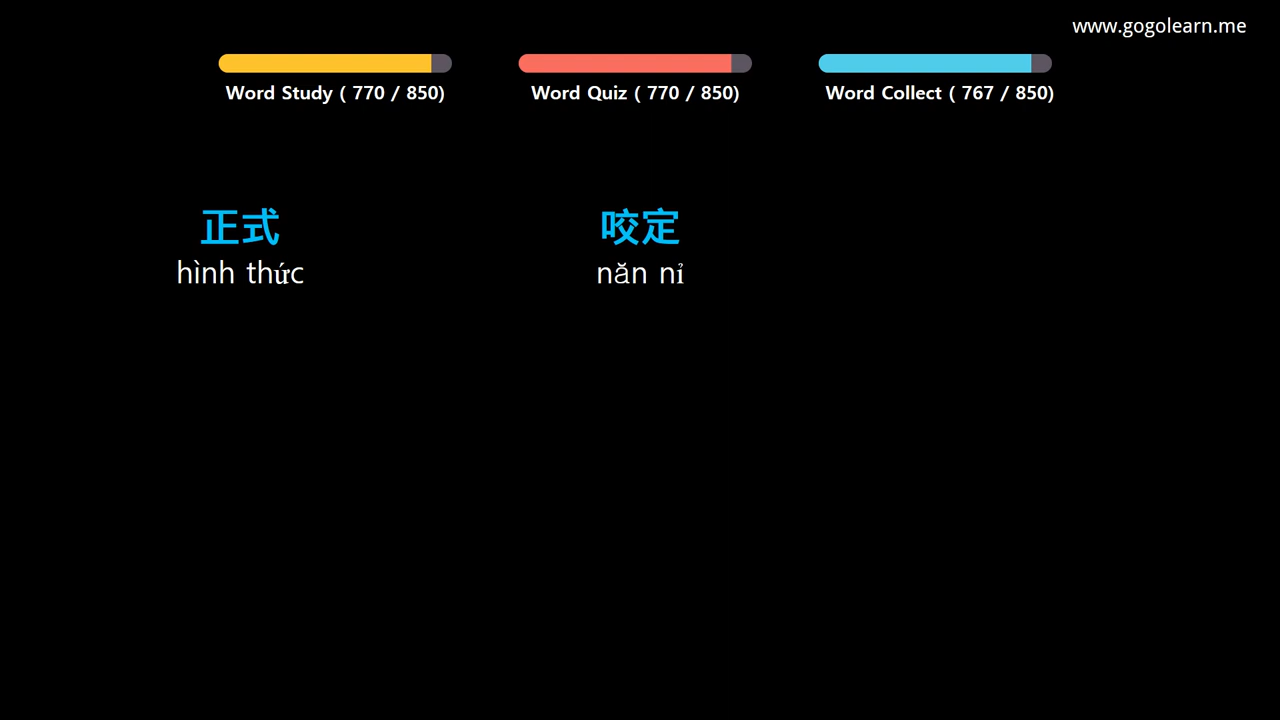 www.gogolearn.me
Word Study ( 770 / 850)
Word Quiz ( 770 / 850)
Word Collect ( 767 / 850)
正式
hình thức
咬定
năn nỉ